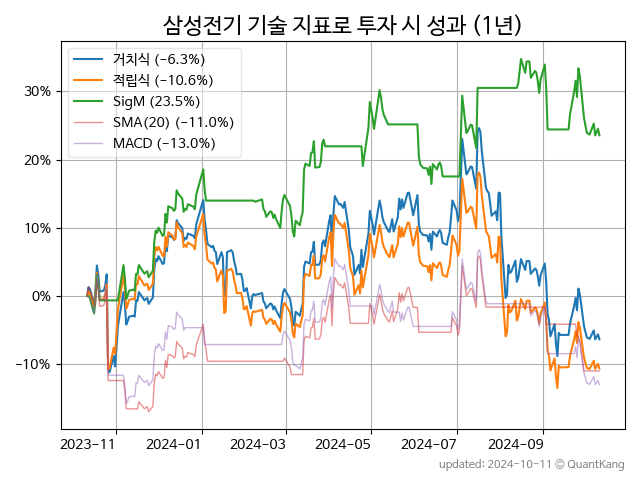 삼성전기 기술 지표로 투자 시 성과 (1년)
거치식 (−6.3%)
적립식 (−10.6%)
SigM (23.5%)
SMA(20) (−11.0%)
MACD (−13.0%)
30%
20%
10%
0%
−10%
2023-11
2024-01
2024-03
2024-05
2024-07
2024-09
updated: 2024-10-11 © QuantKang